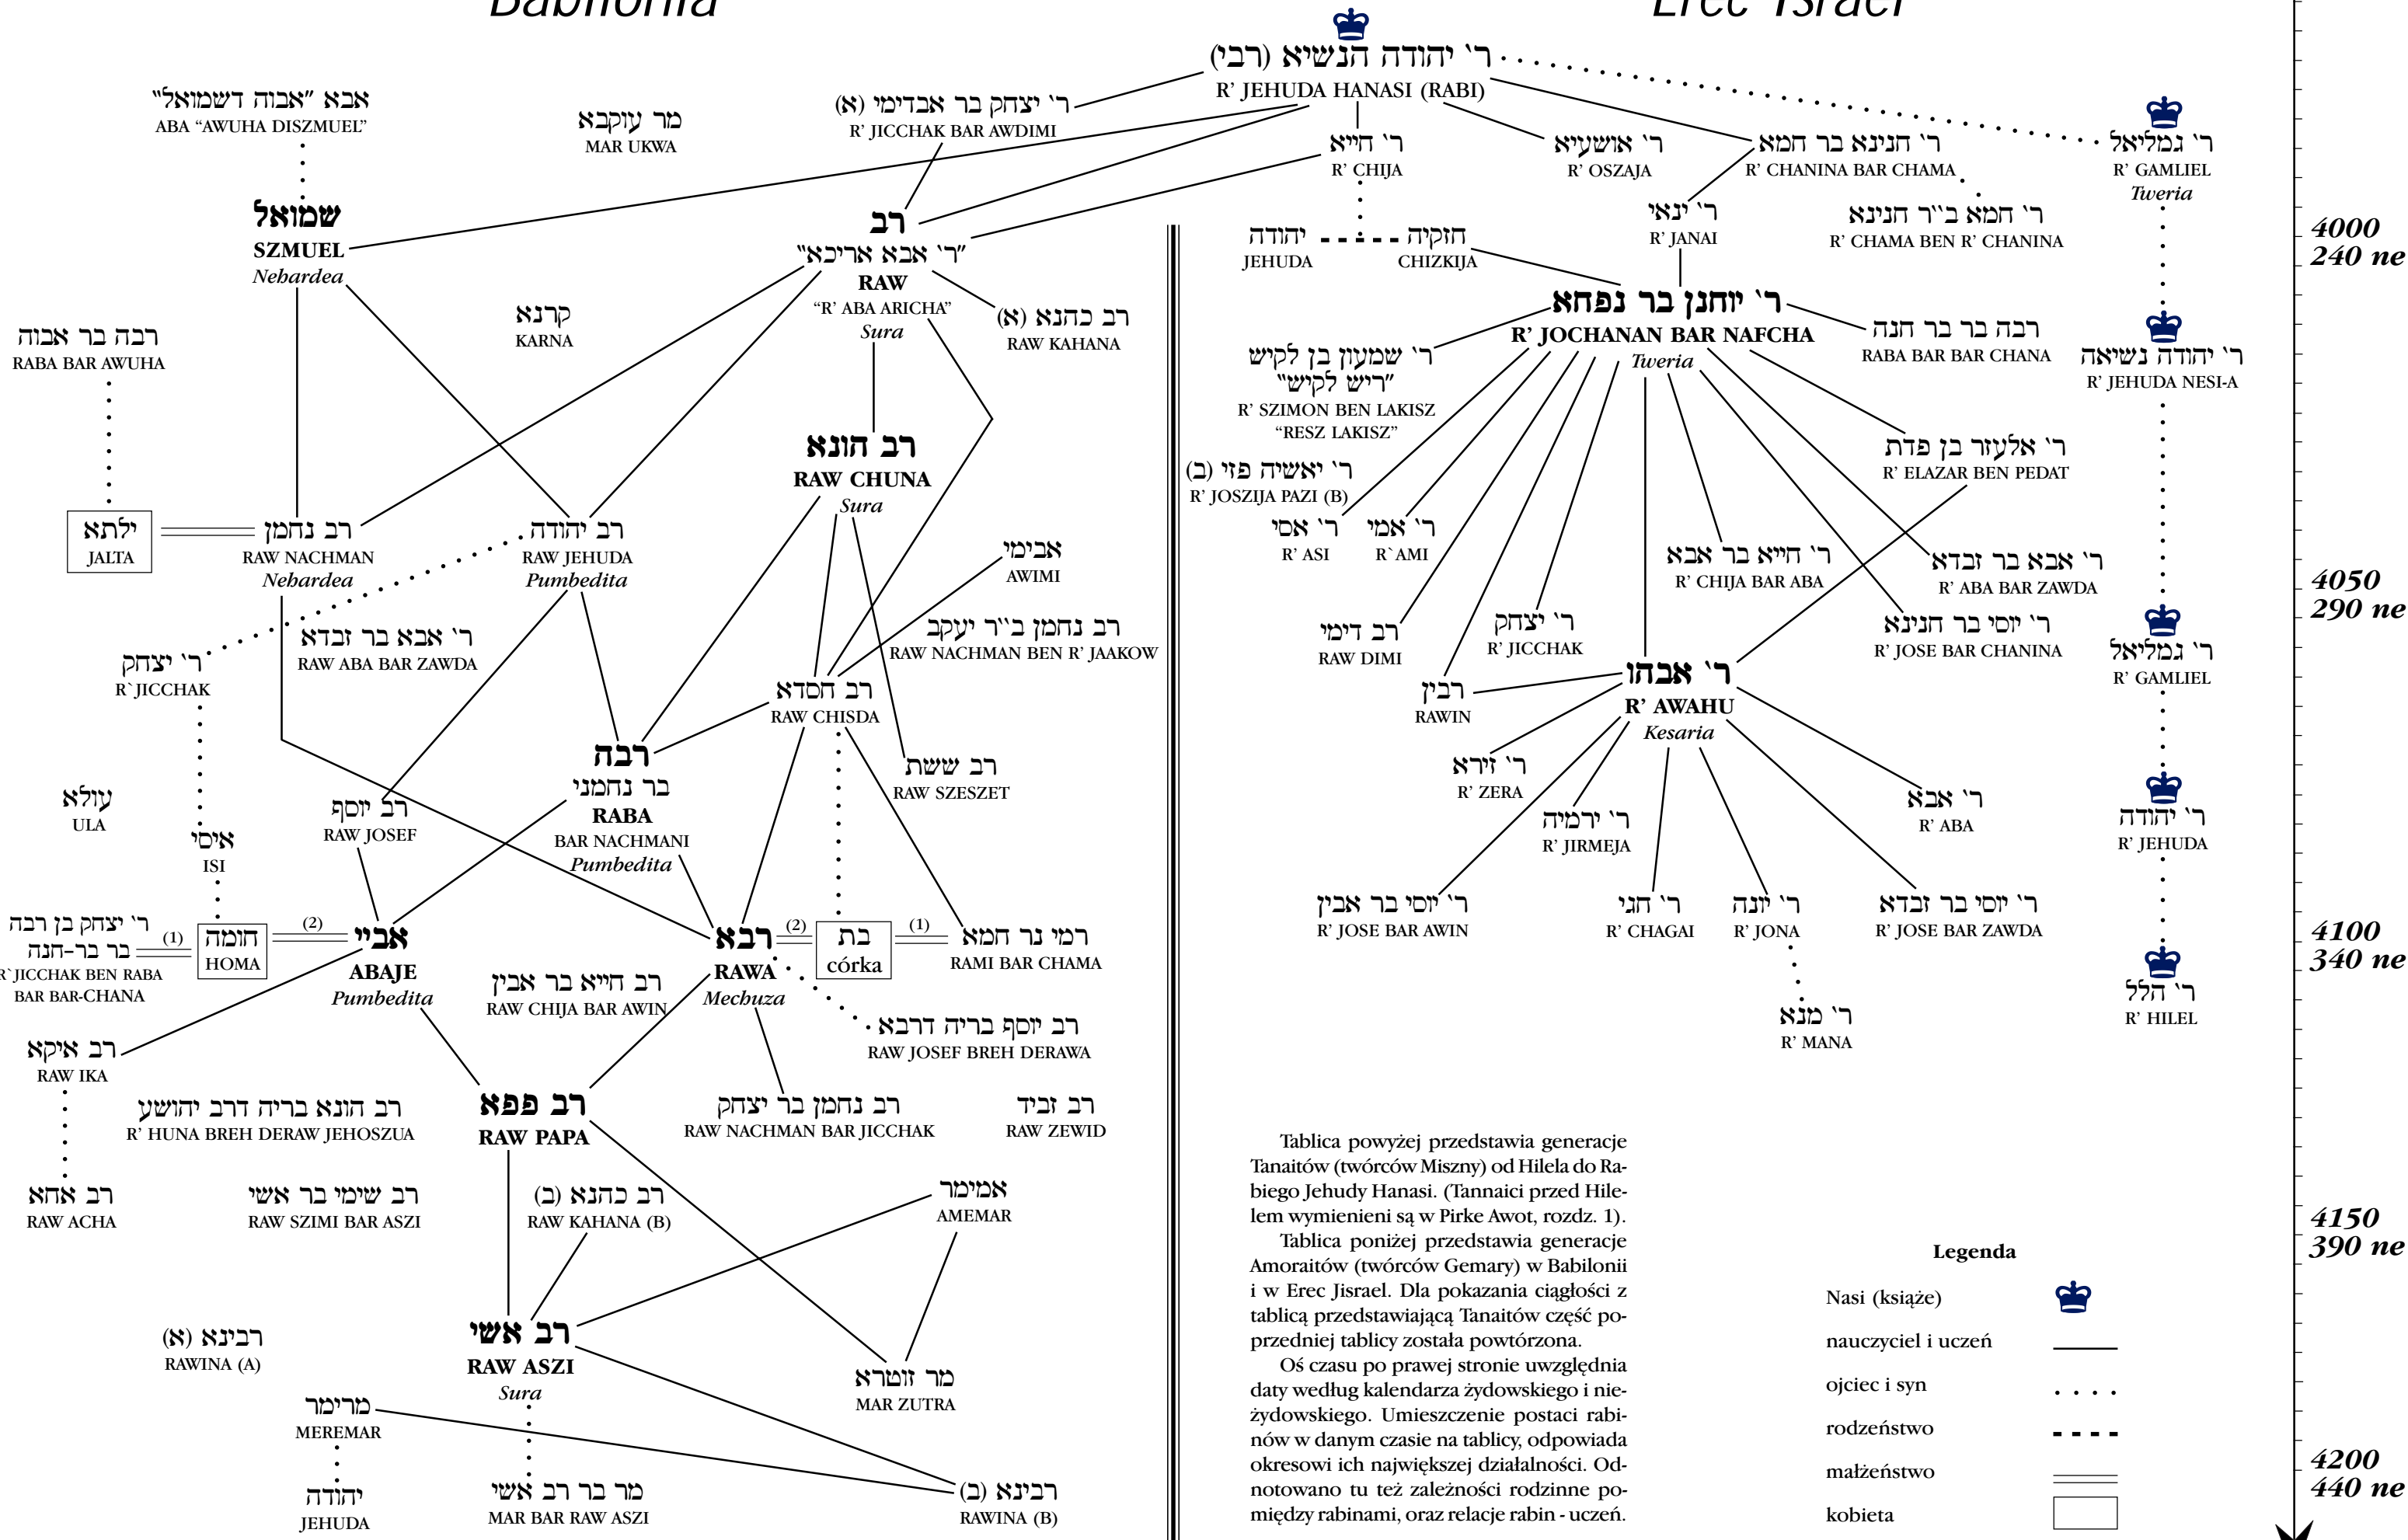 Babilonia
Erec Israel
ר' יהודה הנשיא (רבי)
R' JEHUDA HANASI (RABI)
אבא "אבוה דשמואל"
ABA “AWUHA DISZMUEL”
מר עוקבא
MAR UKWA
ר' יצחק בר אבדימי (א)
R' JICCHAK BAR AWDIMI
ר' חייא
R' CHIJA
ר' אושעיא
R' OSZAJA
ר' חנינא בר חמא
R' CHANINA BAR CHAMA
ר' גמליאל
R' GAMLIEL
Tweria
שמואל
SZMUEL
Nehardea
רב
"ר' אבא אריכא"
RAW
“R' ABA ARICHA”
Sura
יהודה
JEHUDA
חזקיה
CHIZKIJA
ר' ינאי
R' JANAI
ר' חמא ב"ר חנינא
R' CHAMA BEN R' CHANINA
4000
240 ne
רבה בר אבוה
RABA BAR AWUHA
קרנא
KARNA
רב כהנא (א)
RAW KAHANA
ר' יוחנן בר נפחא
R' JOCHANAN BAR NAFCHA
Tweria
רבה בר בר חנה
RABA BAR BAR CHANA
ר' יהודה נשיאה
R' JEHUDA NESI-A
ר' שמעון בן לקיש
"ריש לקיש"
R' SZIMON BEN LAKISZ
“RESZ LAKISZ”
רב הונא
RAW CHUNA
Sura
ר' יאשיה פזי (ב)
R' JOSZIJA PAZI (B)
ר' אלעזר בן פדת
R' ELAZAR BEN PEDAT
ילתא
JALTA
רב נחמן
RAW NACHMAN
Nehardea
רב יהודה
RAW JEHUDA
Pumbedita
אבימי
AWIMI
ר' אסי
R' ASI
ר' אמי
R`AMI
ר' חייא בר אבא
R' CHIJA BAR ABA
ר' אבא בר זבדא
R' ABA BAR ZAWDA
4050
290 ne
ר' יצחק
R`JICCHAK
ר' אבא בר זבדא
RAW ABA BAR ZAWDA
רב נחמן ב"ר יעקב
RAW NACHMAN BEN R' JAAKOW
רב דימי
RAW DIMI
ר' יצחק
R' JICCHAK
ר' יוסי בר חנינא
R' JOSE BAR CHANINA
ר' גמליאל
R' GAMLIEL
רב חסדא
RAW CHISDA
רבין
RAWIN
ר' אבהו
R' AWAHU
Kesaria
רבה
בר נחמני
RABA
BAR NACHMANI
Pumbedita
רב ששת
RAW SZESZET
ר' זירא
R' ZERA
עולא
ULA
איסי
ISI
רב יוסף
RAW JOSEF
ר' ירמיה
R' JIRMEJA
ר' אבא
R' ABA
ר' יהודה
R' JEHUDA
ר' יצחק בן רבה
בר בר-חנה
R`JICCHAK BEN RABA
BAR BAR-CHANA
(1)
חומה
HOMA
(2)
אביי
ABAJE
Pumbedita
רבא
RAWA
Mechuza
(2)
בת
córka
(1)
רמי נר חמא
RAMI BAR CHAMA
ר' יוסי בר אבין
R' JOSE BAR AWIN
ר' חגי
R' CHAGAI
ר' יונה
R' JONA
ר' יוסי בר זבדא
R' JOSE BAR ZAWDA
4100
340 ne
רב חייא בר אבין
RAW CHIJA BAR AWIN
רב יוסף בריה דרבא
RAW JOSEF BREH DERAWA
ר' מנא
R' MANA
ר' הלל
R' HILEL
רב איקא
RAW IKA
רב הונא בריה דרב יהושע
R' HUNA BREH DERAW JEHOSZUA
רב פפא
RAW PAPA
רב נחמן בר יצחק
RAW NACHMAN BAR JICCHAK
רב זביד
RAW ZEWID
רב אחא
RAW ACHA
רב שימי בר אשי
RAW SZIMI BAR ASZI
רב כהנא (ב)
RAW KAHANA (B)
אמימר
AMEMAR
4150
390 ne
רבינא (א)
RAWINA (A)
רב אשי
RAW ASZI
Sura
מר זוטרא
MAR ZUTRA
מרימר
MEREMAR
יהודה
JEHUDA
מר בר רב אשי
MAR BAR RAW ASZI
רבינא (ב)
RAWINA (B)
4200
440 ne
Tablica powyżej przedstawia generacje
Tanaitów (twórców Miszny) od Hilela do Ra-
biego Jehudy Hanasi. (Tannaici przed Hile-
lem wymienieni są w Pirke Awot, rozdz. 1).
Tablica poniżej przedstawia generacje
Amoraitów (twórców Gemary) w Babilonii
i w Erec Jisrael. Dla pokazania ciągłości z
tablicą przedstawiającą Tanaitów część po-
przedniej tablicy została powtórzona.
Oś czasu po prawej stronie uwzględnia
daty według kalendarza żydowskiego i nie-
żydowskiego. Umieszczenie postaci rabi-
nów w danym czasie na tablicy, odpowiada
okresowi ich największej działalności. Od-
notowano tu też zależności rodzinne po-
między rabinami, oraz relacje rabin - uczeń.
Legenda
Nasi (książe)
nauczyciel i uczeń
ojciec i syn
rodzeństwo
małżeństwo
kobieta